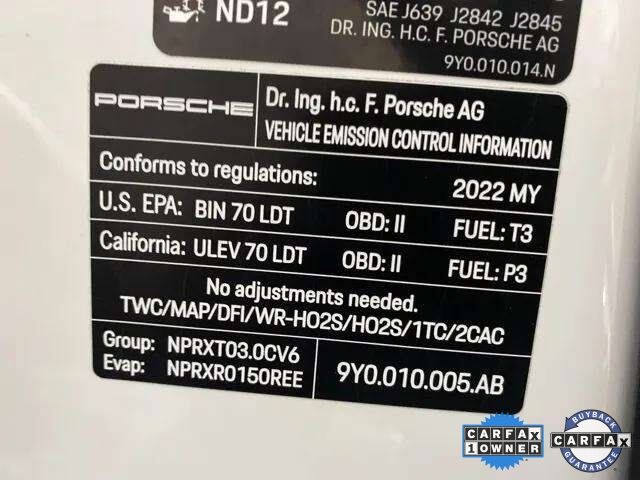 ND12
SAE J639 J2842 J2845
DR. ING. H.C. F. PORSCHE AG
9Y0.010.014.N
PORSCHE
Dr. Ing. h.c. F. Porsche AG
VEHICLE EMISSION CONTROL INFORMATION
Conforms to regulations: 2022 MY
U.S. EPA: BIN 70 LDT OBD: II FUEL: T3
California: ULEV 70 LDT OBD: II FUEL: P3
No adjustments needed.
TWC/MAP/DFI/WR-HO2S/HO2S/1TC/2CAC
Group: NPRXT03.0CV6
Evap: NPRXR0150REE
9Y0.010.005.AB
CARFAX
1 OWNER
BUYBACK
CARFAX
GUARANTEE